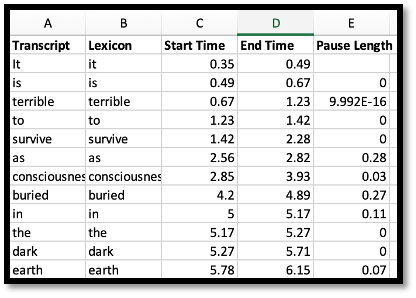 A B C D E
Transcript Lexicon Start Time End Time Pause Length
It it 0.35 0.49
is is 0.49 0.67 0
terrible terrible 0.67 1.23 9.992E-16
to to 1.23 1.42 0
survive survive 1.42 2.28 0
as as 2.56 2.82 0.28
consciousnes consciousnes 2.85 3.93 0.03
buried buried 4.2 4.89 0.27
in in 5 5.17 0.11
the the 5.17 5.27 0
dark dark 5.27 5.71 0
earth earth 5.78 6.15 0.07